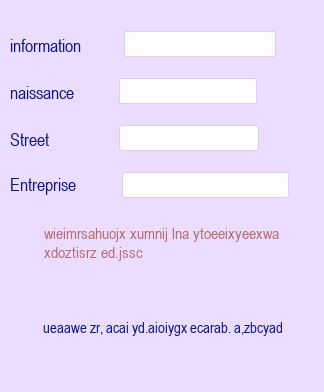 information
naissance
Street
Entreprise
wieimrsahuojx xumnij lna ytoeeixyeexwa
xdoztisrz ed.jssc
ueaawe zr, acai yd.aioiygx ecarab. a,zbcyad